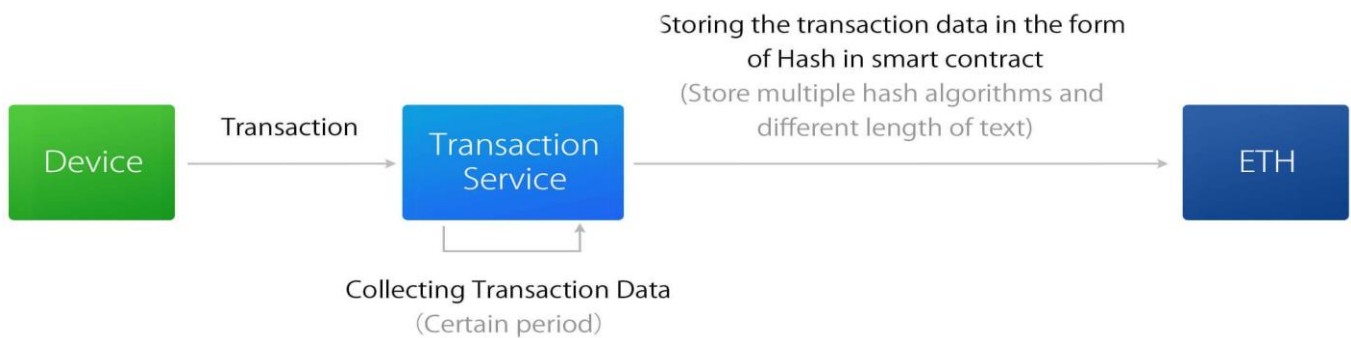 Storing the transaction data in the form
of Hash in smart contract
(Store multiple hash algorithms and
different length of text)
Device
Transaction
Transaction
Service
ETH
Collecting Transaction Data
(Certain period)